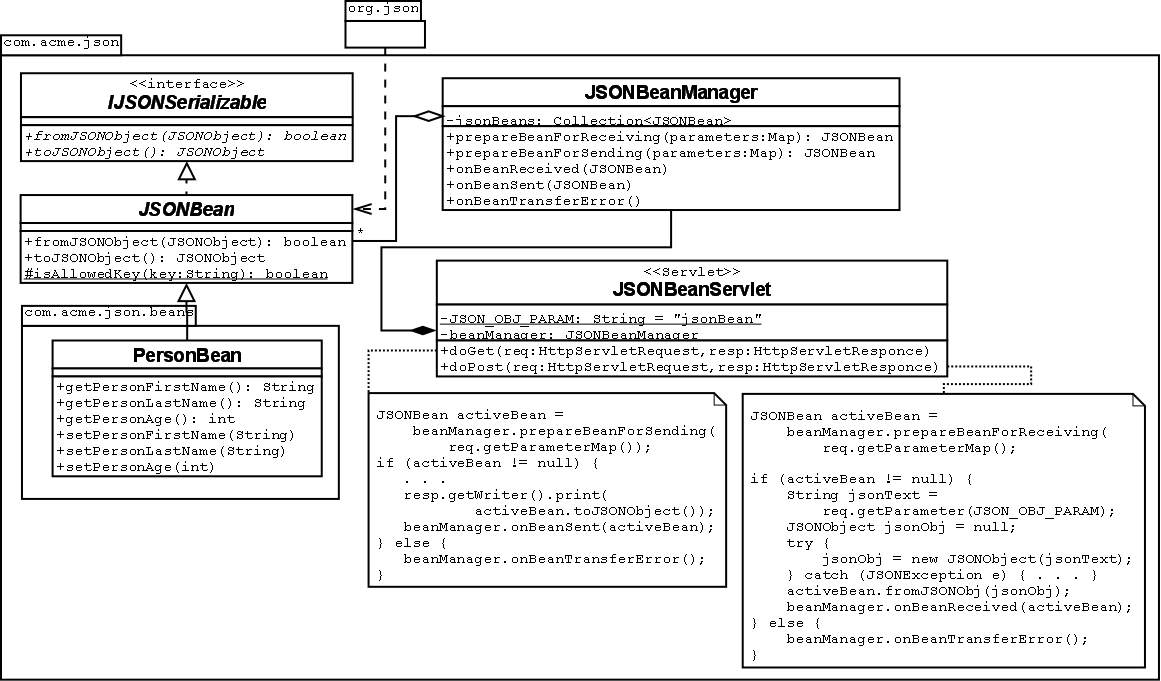 org.json
com.acme.json
<<interface>>
IJSONSerializable
+fromJSONObject(JSONObject): boolean
+toJSONObject(): JSONObject
JSONBean
+fromJSONObject(JSONObject): boolean
+toJSONObject(): JSONObject
#isAllowedKey(key:String): boolean
*
com.acme.json.beans
PersonBean
+getPersonFirstName(): String
+getPersonLastName(): String
+getPersonAge(): int
+setPersonFirstName(String)
+setPersonLastName(String)
+setPersonAge(int)
JSONBeanManager
-jsonBeans: Collection<JSONBean>
+prepareBeanForReceiving(parameters:Map): JSONBean
+prepareBeanForSending(parameters:Map): JSONBean
+onBeanReceived(JSONBean)
+onBeanSent(JSONBean)
+onBeanTransferError()
<<Servlet>>
JSONBeanServlet
-JSON_OBJ_PARAM: String = "jsonBean"
-beanManager: JSONBeanManager
+doGet(req:HttpServletRequest,resp:HttpServletResponce)
+doPost(req:HttpServletRequest,resp:HttpServletResponce)
JSONBean activeBean =
beanManager.prepareBeanForSending(
req.getParameterMap());
if (activeBean != null) {
. . .
resp.getWriter().print(
activeBean.toJSONObject());
beanManager.onBeanSent(activeBean);
} else {
beanManager.onBeanTransferError();
}
JSONBean activeBean =
beanManager.prepareBeanForReceiving(
req.getParameterMap();
if (activeBean != null) {
String jsonText =
req.getParameter(JSON_OBJ_PARAM);
JSONObject jsonObj = null;
try {
jsonObj = new JSONObject(jsonText);
} catch (JSONException e) { . . . }
activeBean.fromJSONObj(jsonObj);
beanManager.onBeanReceived(activeBean);
} else {
beanManager.onBeanTransferError();
}